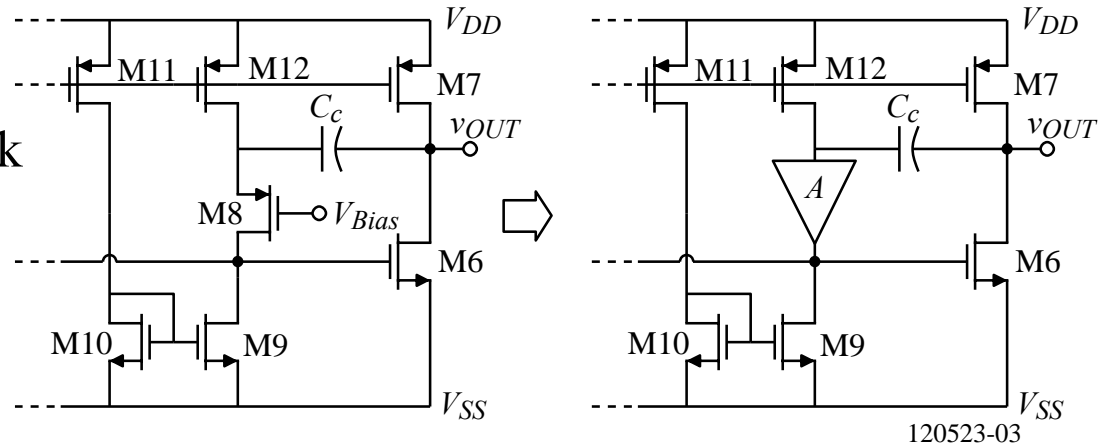 V_DD V_DD
M11 M12 M7 M11 M12 M7
C_c v_OUT C_c v_OUT
k
M8 V_Bias A
M6 M6
M10 M9 M10 M9
V_SS V_SS
120523-03